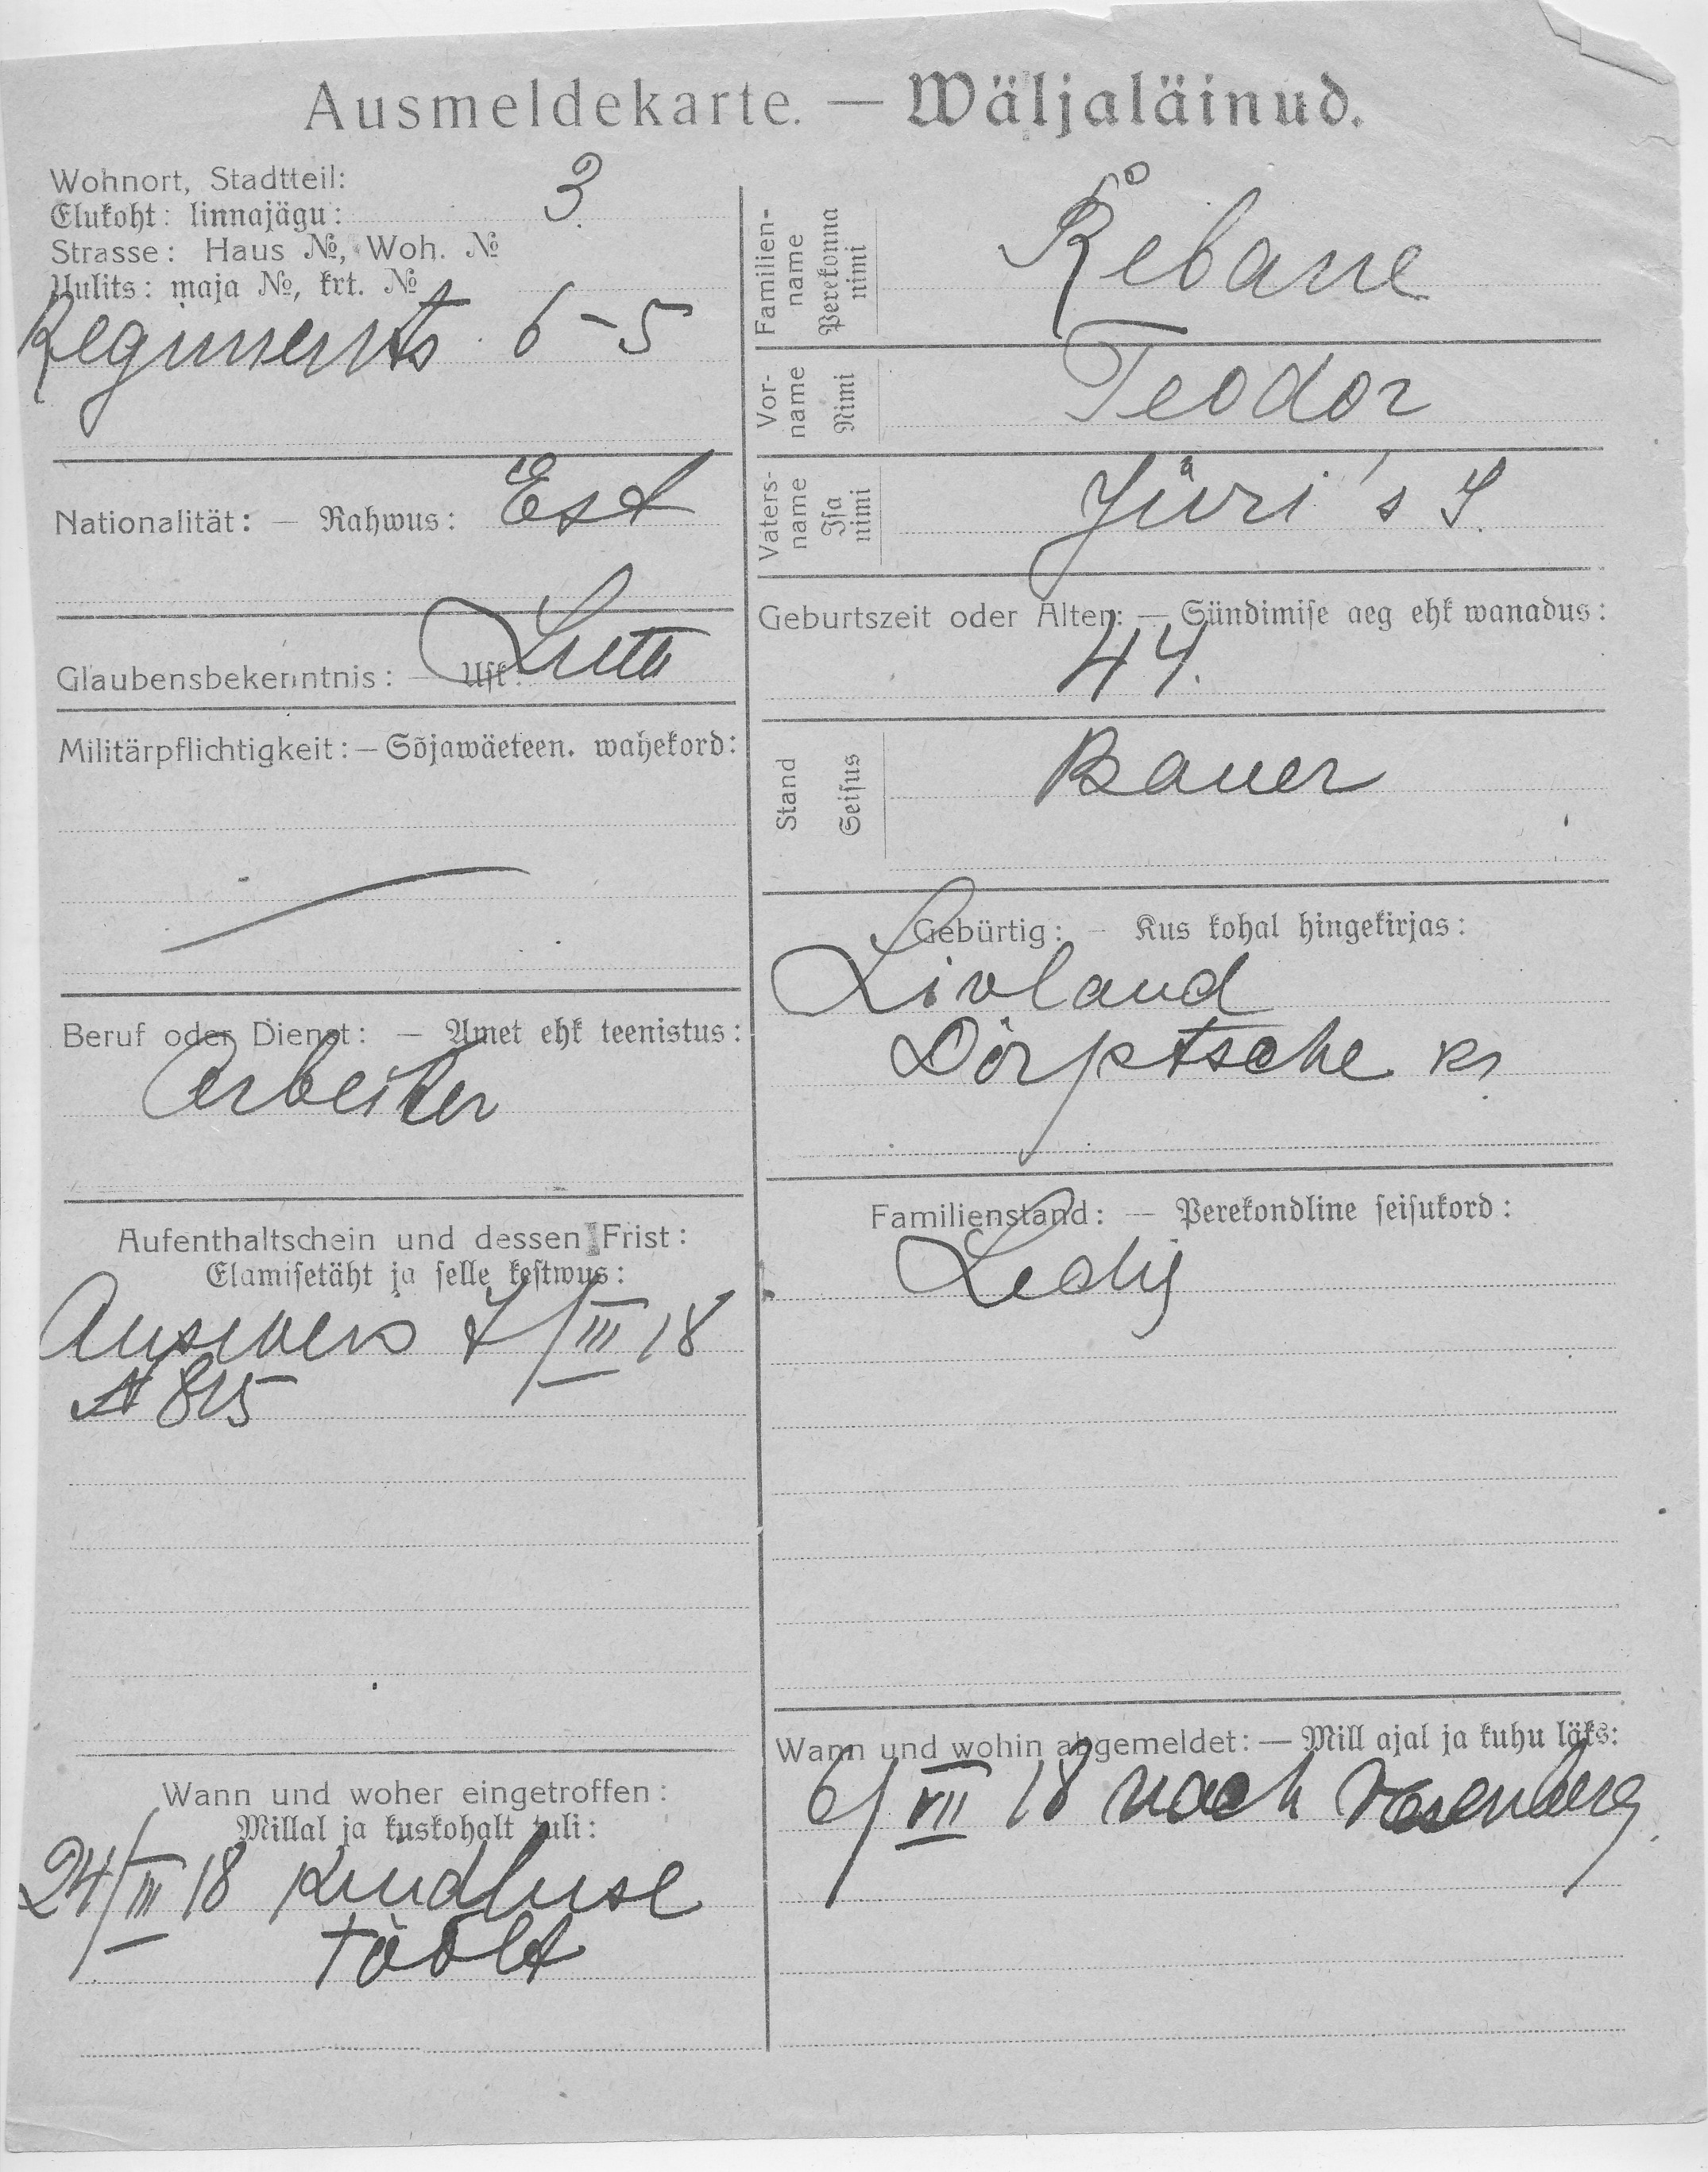 Ausmeldekarte. — Wäljaläinud.
Wohnort, Stadtteil:
Elukoht: linnajägu: 3
Strasse: Haus №, Woh. №
Uulits: maja №, krt. №
Regiments 6-5
Nationalität: — Rahwus: Est
Glaubensbekenntnis: — Usk: Luth
Militärpflichtigkeit: — Sõjawäeteen. wahekord:
Beruf oder Dienst: — Amet ehk teenistus:
Arbeiter
Aufenthaltschein und dessen Frist:
Elamisetäht ja selle kestwus:
Ausweis /III 18
№ 815
Wann und woher eingetroffen:
Millal ja kuskohalt tuli:
24/III 18
töölt
Familien-name Perekonna nimi Rebane
Vor-name Nimi Teodor
Vaters-name Isa nimi Jüri's S.
Geburtszeit oder Alter: — Sündimise aeg ehk wanadus:
44.
Stand Seisus Bauer
Gebürtig: — Kus kohal hingekirjas:
Livland
Dörptsche Kr.
Familienstand: — Perekondline seisukord:
Ledig
Wann und wohin abgemeldet: — Mill ajal ja kuhu läks:
6/VII 18 nach